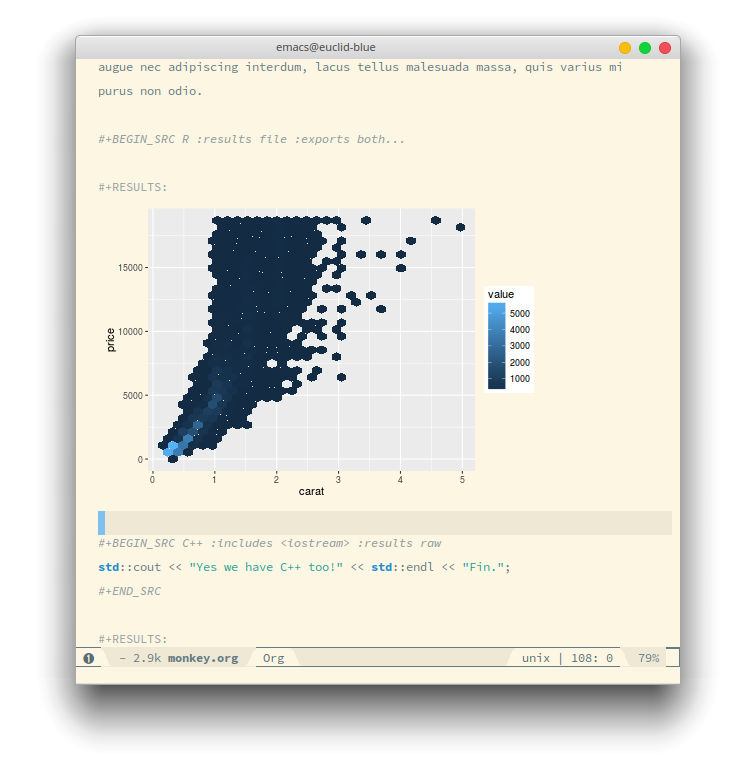 emacs@euclid-blue
augue nec adipiscing interdum, lacus tellus malesuada massa, quis varius mi
purus non odio.
#+BEGIN_SRC R :results file :exports both...
#+RESULTS:
price
15000
10000
5000
0
0 1 2 3 4 5
carat
value
5000
4000
3000
2000
1000
#+BEGIN_SRC C++ :includes <iostream> :results raw
std::cout << "Yes we have C++ too!" << std::endl << "Fin.";
#+END_SRC
#+RESULTS:
1 − 2.9k monkey.org Org unix | 108: 0 79%